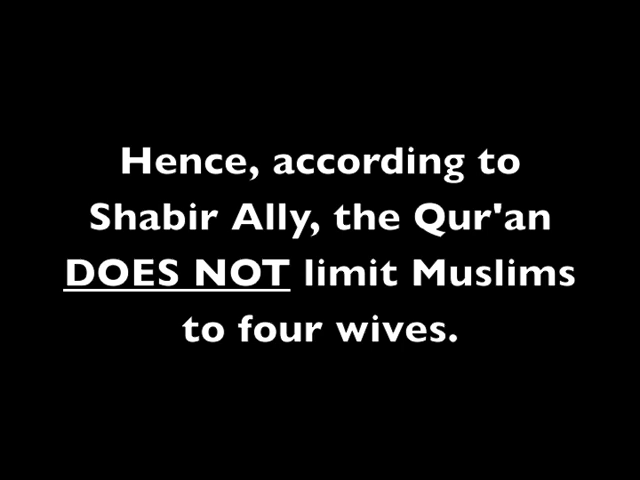 Hence, according to
Shabir Ally, the Qur'an
DOES NOT limit Muslims
to four wives.